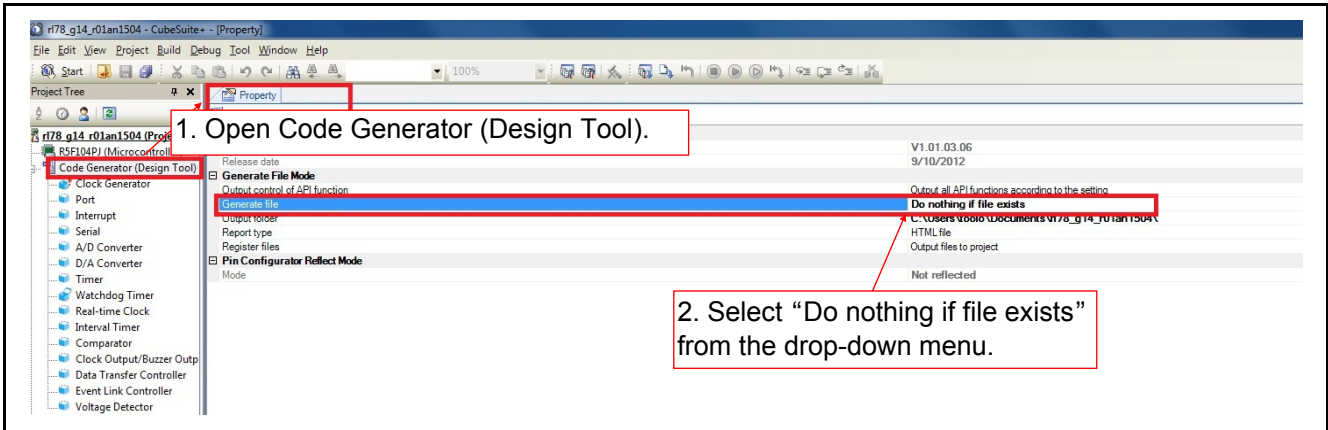 rl78_g14_r01an1504 - CubeSuite+ - [Property]
File Edit View Project Build Debug Tool Window Help
Start 100%
Project Tree
Property
1. Open Code Generator (Design Tool).
rl78_g14_r01an1504 (Proje
R5F104PJ (Microcontroll
V1.01.03.06
Release date 9/10/2012
Code Generator (Design Tool)
Generate File Mode
Clock Generator
Output control of API function Output all API functions according to the setting
Port
Generate file Do nothing if file exists
Interrupt
Output folder
Serial
Report type HTML file
A/D Converter
Register files Output files to project
D/A Converter
Pin Configurator Reflect Mode
Timer
Mode Not reflected
Watchdog Timer
Real-time Clock
Interval Timer
Comparator
Clock Output/Buzzer Outp
Data Transfer Controller
Event Link Controller
Voltage Detector
2. Select “Do nothing if file exists”
from the drop-down menu.